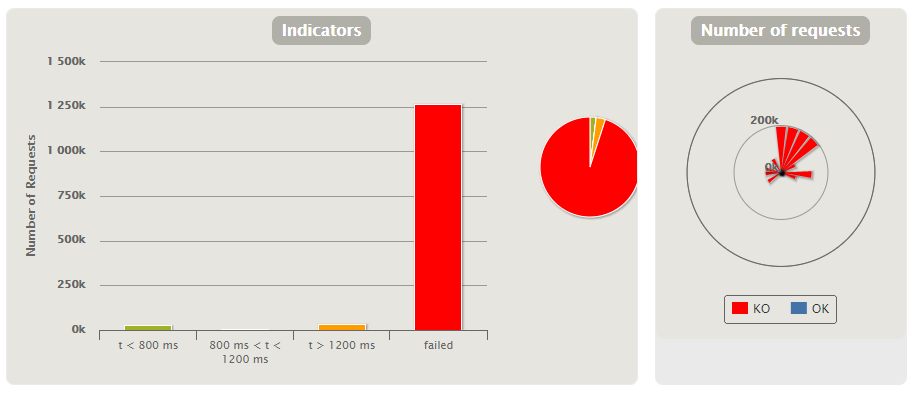 Indicators
Number of Requests
1 500k
1 250k
1 000k
750k
500k
250k
0k
t < 800 ms
800 ms < t <
1200 ms
t > 1200 ms
failed
Number of requests
200k
0k
KO
OK